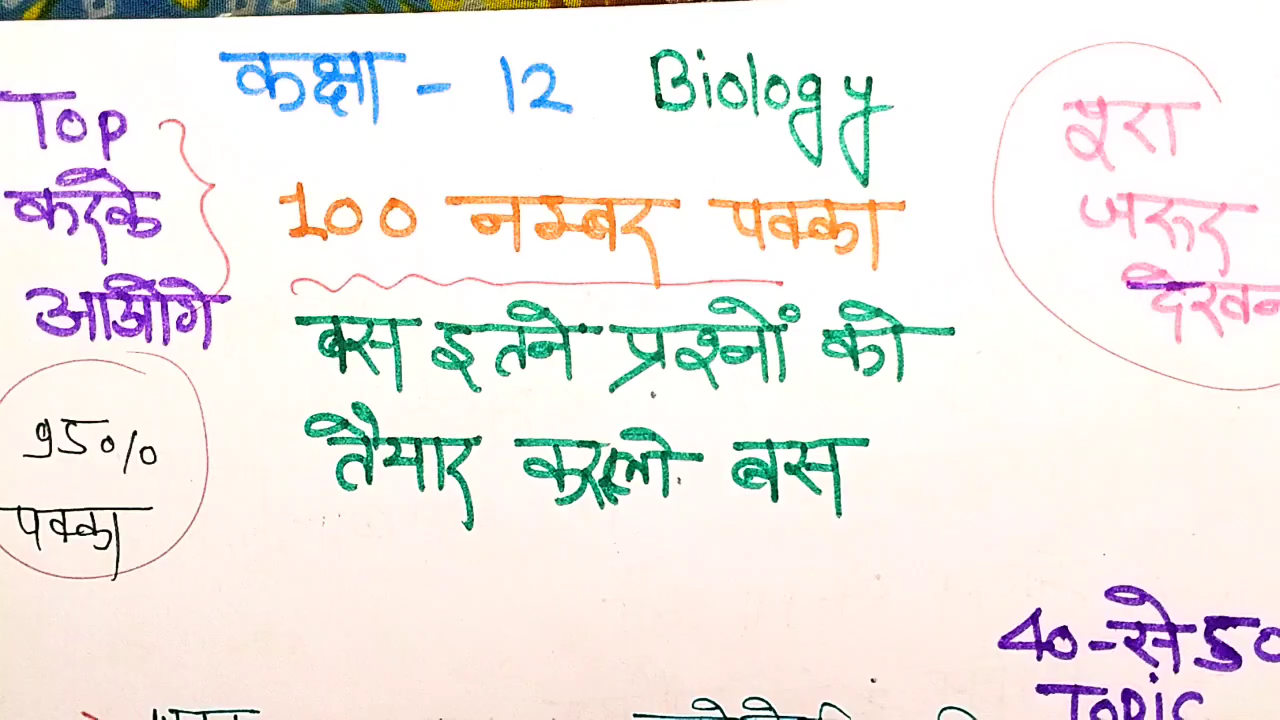 कक्षा - 12 Biology
Top
करके
आओगे
100 नम्बर पक्का
बस इतने प्रश्नों को
तैयार करलो बस
95%
पक्का
जरूर
40-से 50
Topic